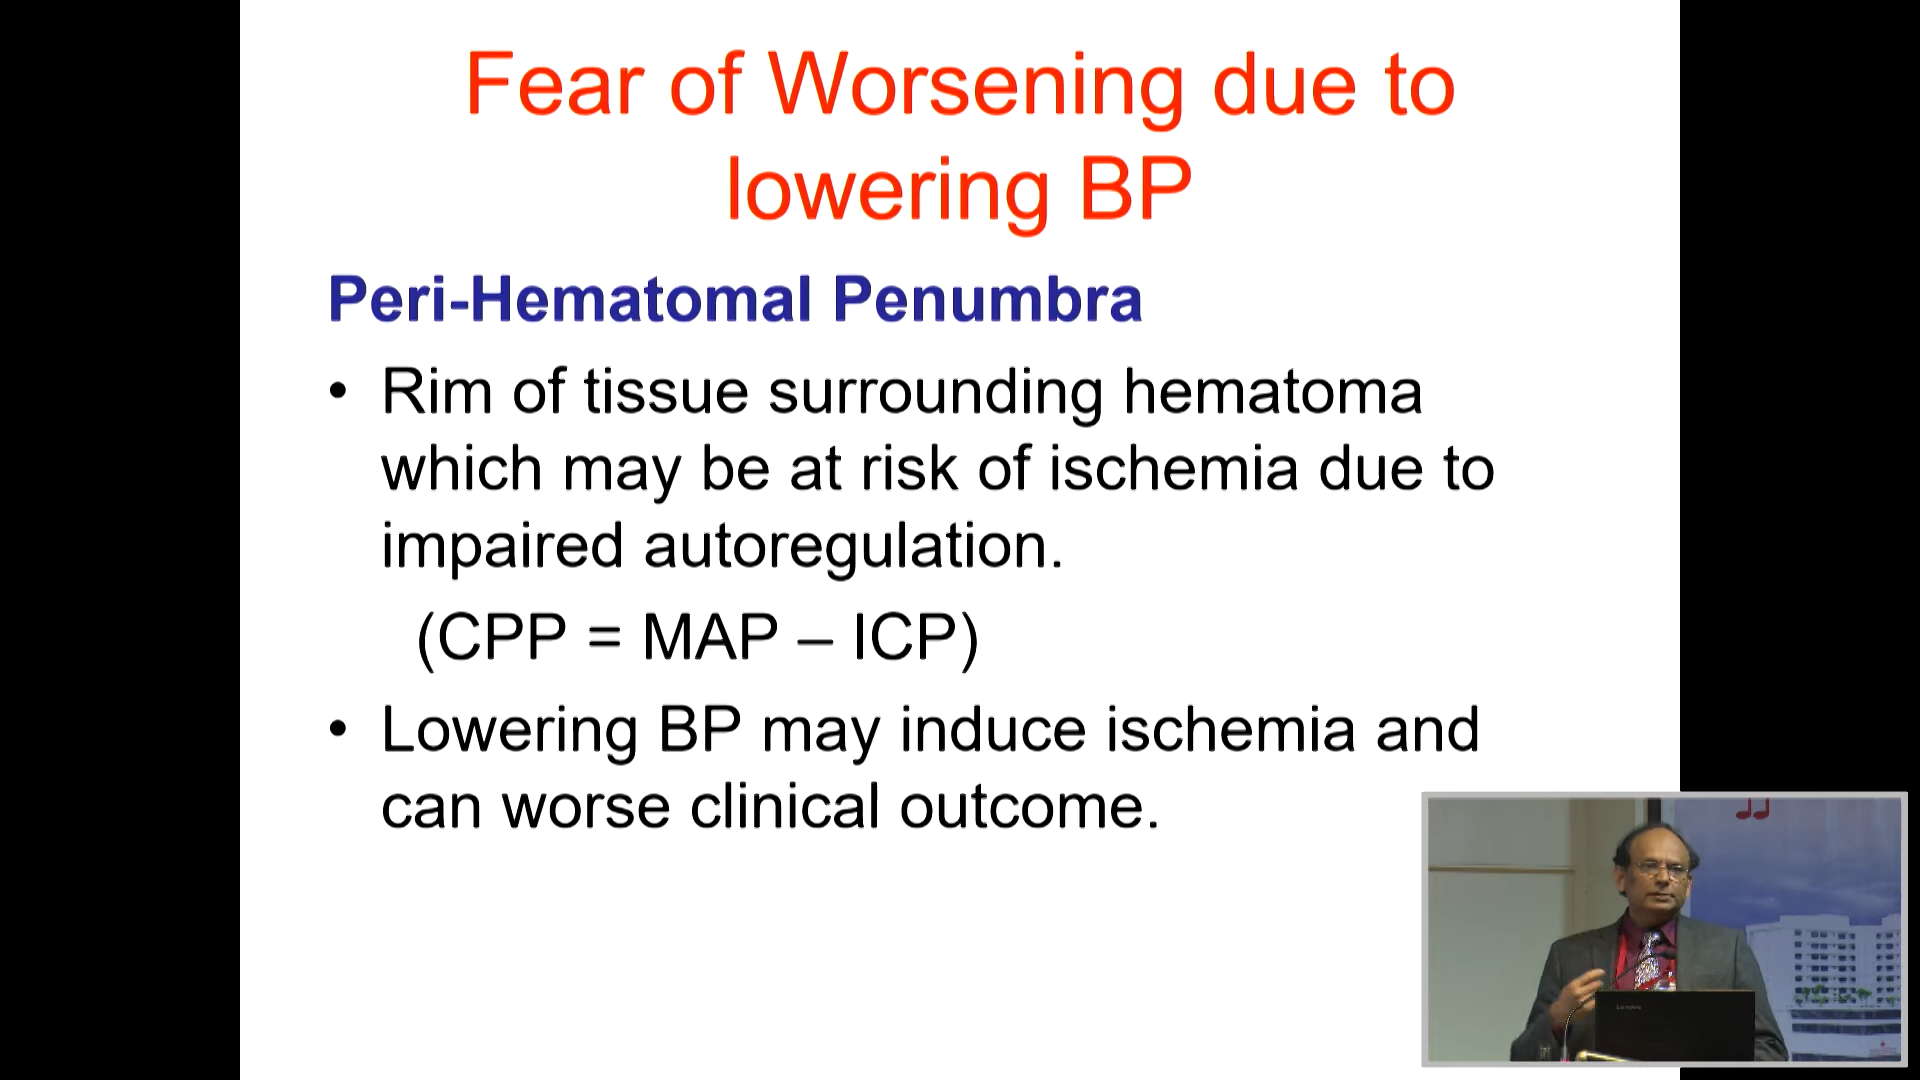 Fear of Worsening due to
lowering BP
Peri-Hematomal Penumbra
• Rim of tissue surrounding hematoma
which may be at risk of ischemia due to
impaired autoregulation.
(CPP = MAP – ICP)
• Lowering BP may induce ischemia and
can worse clinical outcome.
Lenovo